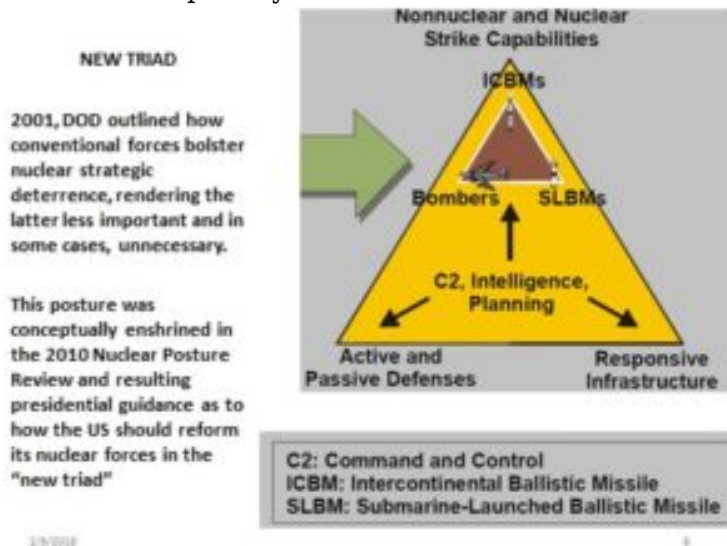 NEW TRIAD
2001, DOD outlined how
conventional forces bolster
nuclear strategic
deterrence, rendering the
latter less important and in
some cases, unnecessary.
This posture was
conceptually enshrined in
the 2010 Nuclear Posture
Review and resulting
presidential guidance as to
how the US should reform
its nuclear forces in the
“new triad”
Nonnuclear and Nuclear
Strike Capabilities
ICBMs
Bombers
SLBMs
C2, Intelligence,
Planning
Active and
Passive Defenses
Responsive
Infrastructure
C2: Command and Control
ICBM: Intercontinental Ballistic Missile
SLBM: Submarine-Launched Ballistic Missile